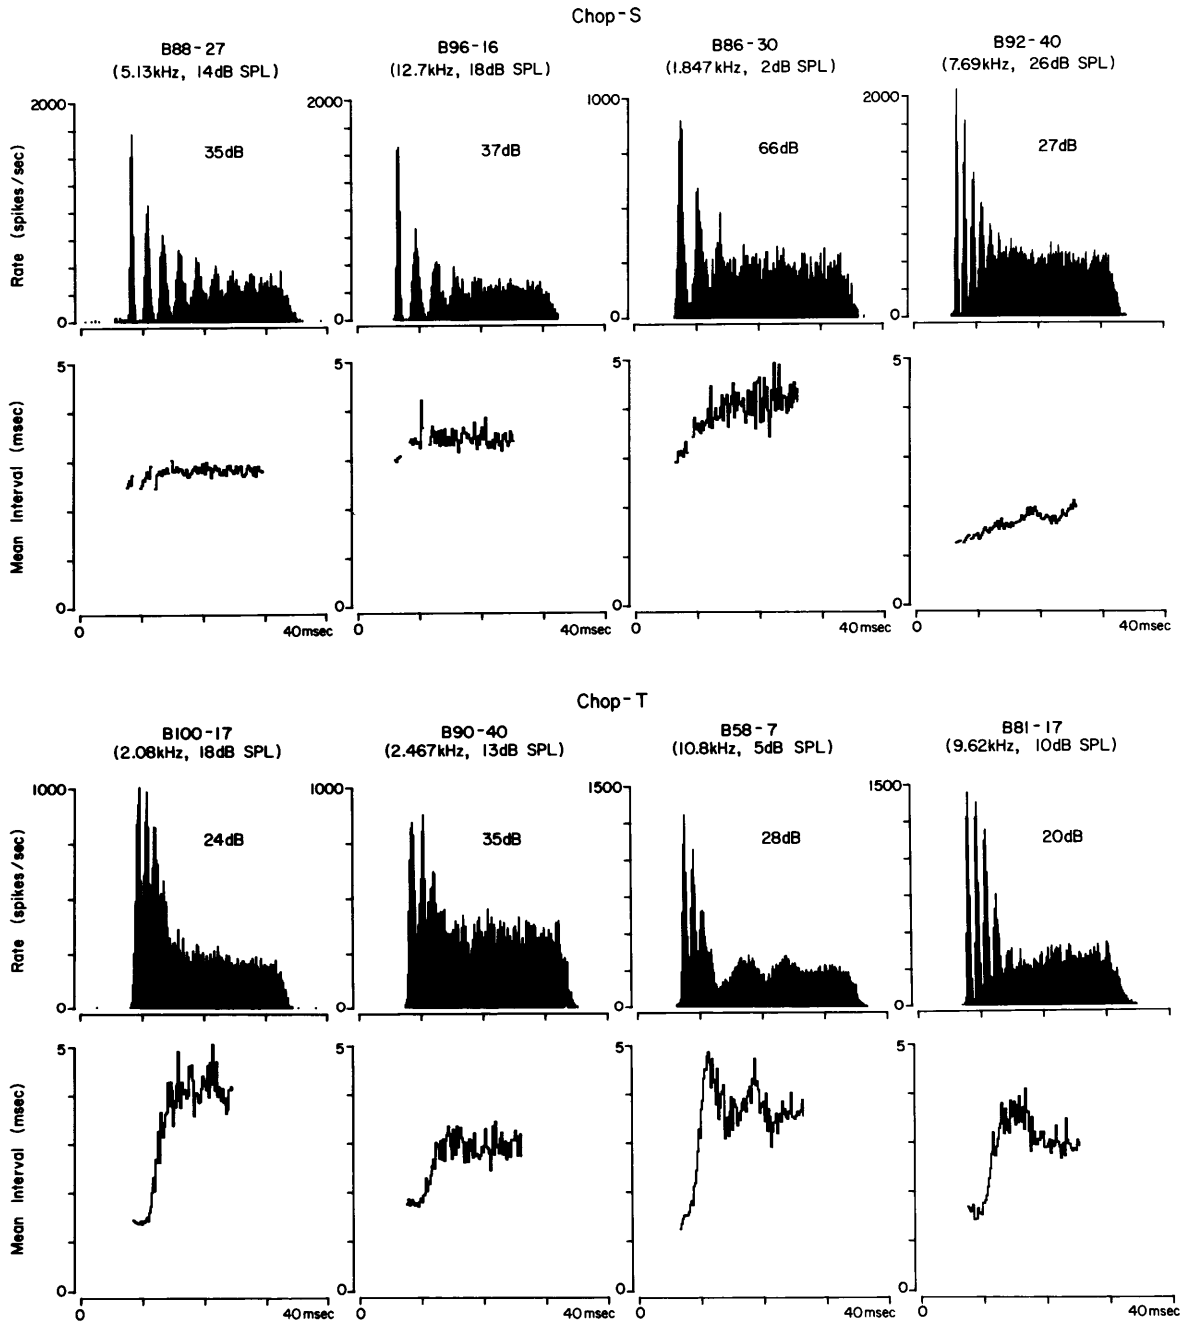 Chop-S
B88-27 B96-16 B86-30 B92-40
(5.13kHz, 14dB SPL) (12.7kHz, 18dB SPL) (1.847kHz, 2dB SPL) (7.69kHz, 26dB SPL)
2000 2000 1000 2000
35dB 37dB 66dB 27dB
Rate (spikes/sec)
0 0 0 0
5 5 5 5
Mean Interval (msec)
0 0 0 0
0 40msec 0 40msec 0 40msec 0 40msec
Chop-T
B100-17 B90-40 B58-7 B81-17
(2.08kHz, 18dB SPL) (2.467kHz, 13dB SPL) (10.8kHz, 5dB SPL) (9.62kHz, 10dB SPL)
1000 1000 1500 1500
24dB 35dB 28dB 20dB
Rate (spikes/sec)
0 0 0 0
5 5 5 5
Mean Interval (msec)
0 0 0 0
0 40msec 0 40msec 0 40msec 0 40msec